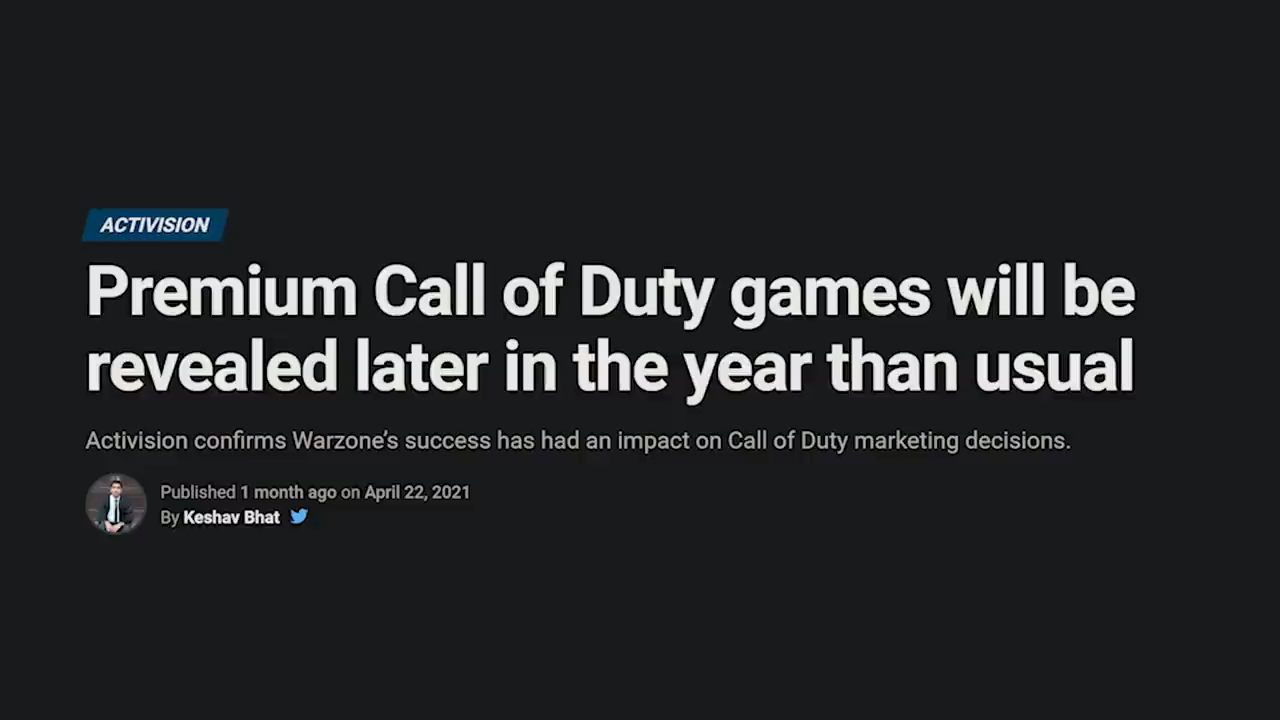 ACTIVISION
Premium Call of Duty games will be
revealed later in the year than usual
Activision confirms Warzone's success has had an impact on Call of Duty marketing decisions.
Published 1 month ago on April 22, 2021
By Keshav Bhat